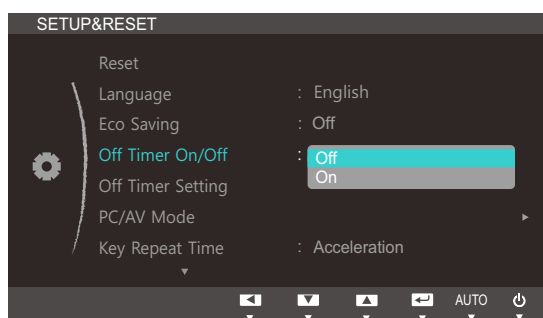 SETUP&RESET
Reset
Language : English
Eco Saving : Off
Off Timer On/Off : Off
On
Off Timer Setting
PC/AV Mode
Key Repeat Time : Acceleration
AUTO